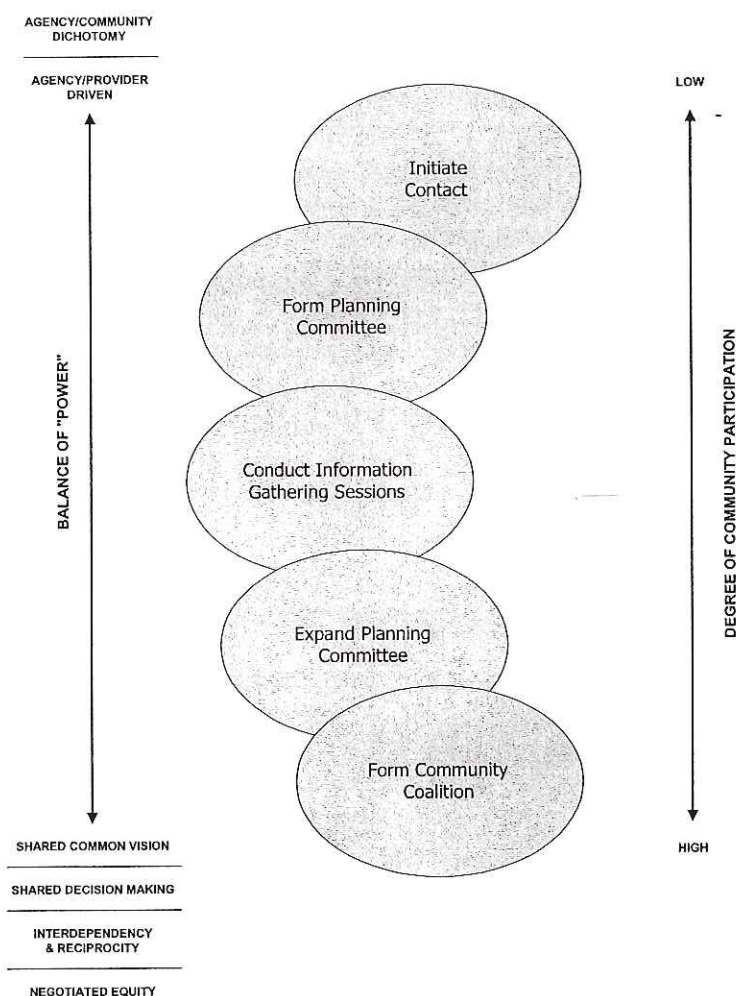 AGENCY/COMMUNITY
DICHOTOMY
AGENCY/PROVIDER
DRIVEN
LOW
Initiate
Contact
Form Planning
Committee
BALANCE OF "POWER"
Conduct Information
Gathering Sessions
DEGREE OF COMMUNITY PARTICIPATION
Expand Planning
Committee
Form Community
Coalition
SHARED COMMON VISION
HIGH
SHARED DECISION MAKING
INTERDEPENDENCY
& RECIPROCITY
NEGOTIATED EQUITY